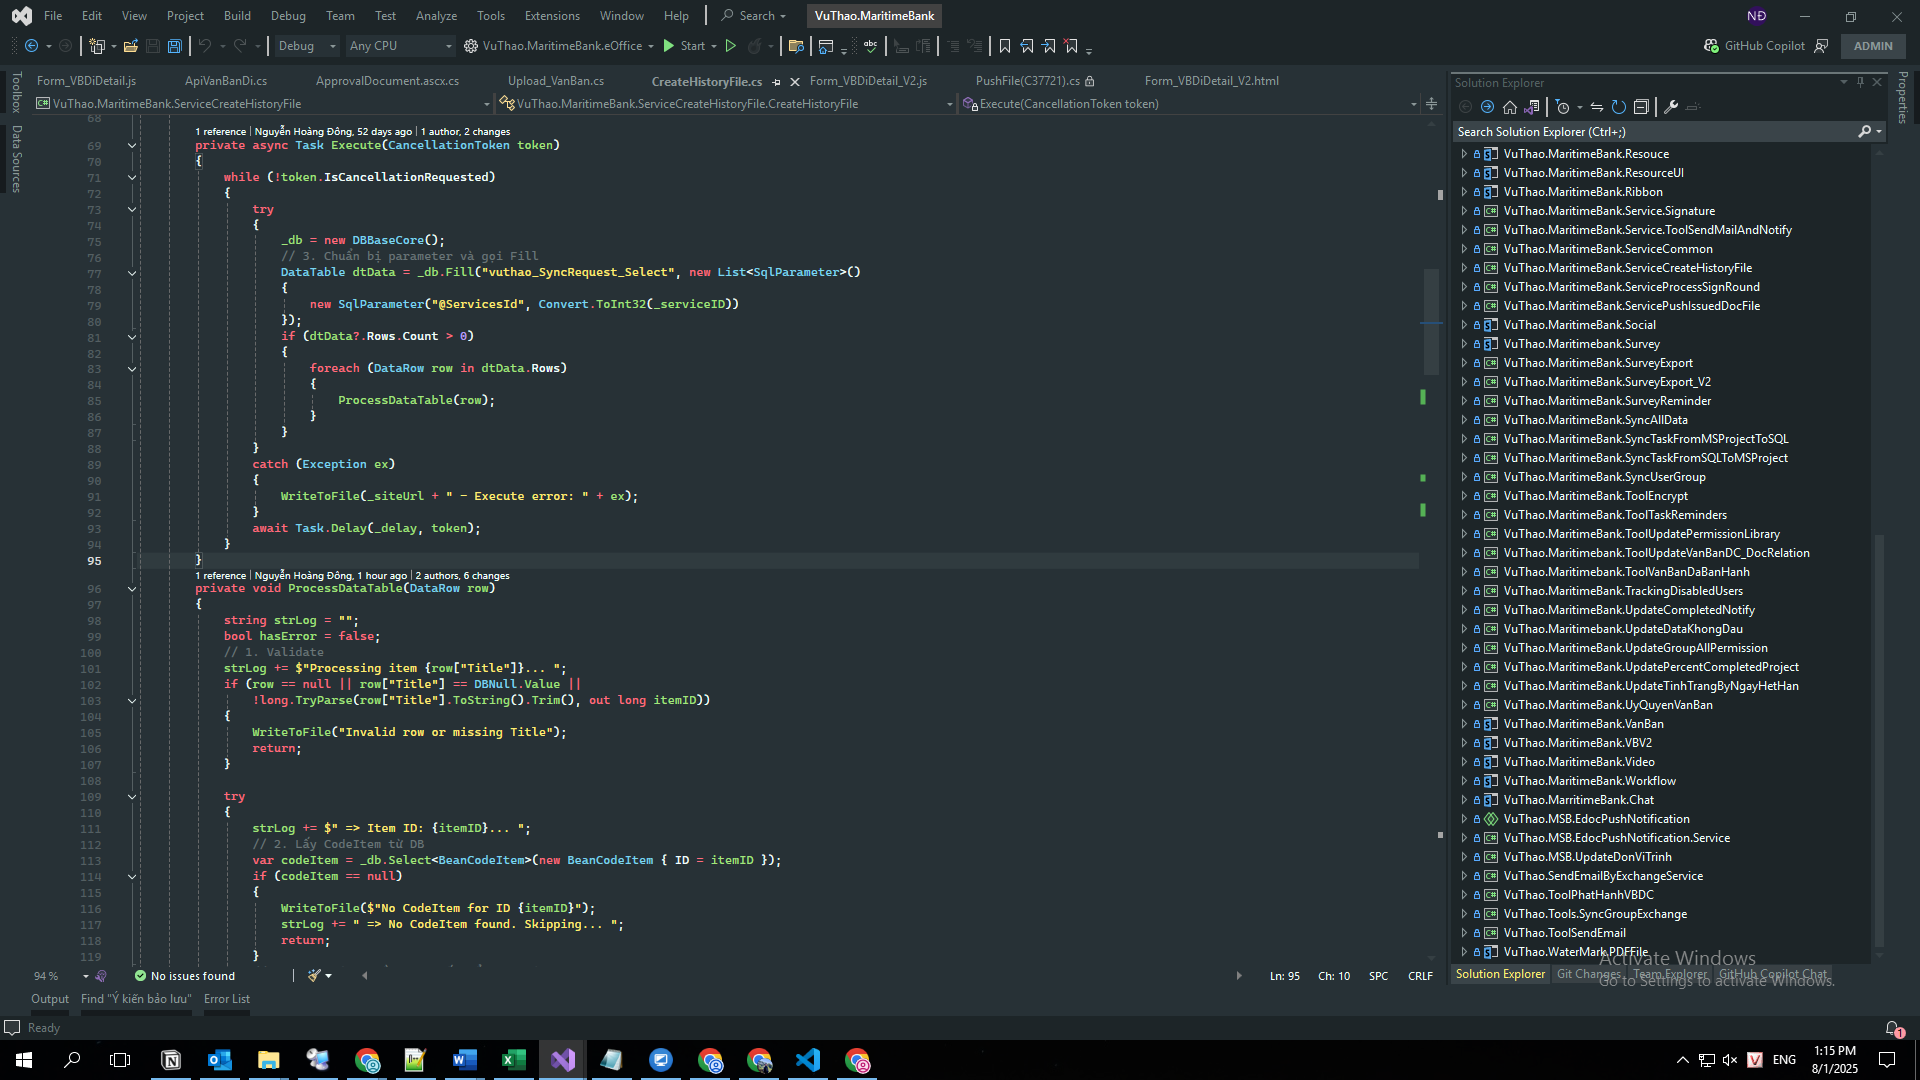 File Edit View Project Build Debug Team Test Analyze Tools Extensions Window Help Search VuThao.MaritimeBank NĐ
Debug Any CPU VuThao.MaritimeBank.eOffice Start GitHub Copilot ADMIN
Toolbox
Data Sources
Form_VBDiDetail.js ApiVanBanDi.cs ApprovalDocument.ascx.cs Upload_VanBan.cs CreateHistoryFile.cs Form_VBDiDetail_V2.js PushFile(C37721).cs Form_VBDiDetail_V2.html
VuThao.MaritimeBank.ServiceCreateHistoryFile VuThao.MaritimeBank.ServiceCreateHistoryFile.CreateHistoryFile Execute(CancellationToken token)
68
1 reference | Nguyễn Hoàng Đông, 52 days ago | 1 author, 2 changes
69 private async Task Execute(CancellationToken token)
70 {
71 while (!token.IsCancellationRequested)
72 {
73 try
74 {
75 _db = new DBBaseCore();
76 // 3. Chuẩn bị parameter và gọi Fill
77 DataTable dtData = _db.Fill("vuthao_SyncRequest_Select", new List<SqlParameter>()
78 {
79 new SqlParameter("@ServicesId", Convert.ToInt32(_serviceID))
80 });
81 if (dtData?.Rows.Count > 0)
82 {
83 foreach (DataRow row in dtData.Rows)
84 {
85 ProcessDataTable(row);
86 }
87 }
88 }
89 catch (Exception ex)
90 {
91 WriteToFile(_siteUrl + " - Execute error: " + ex);
92 }
93 await Task.Delay(_delay, token);
94 }
95 }
1 reference | Nguyễn Hoàng Đông, 1 hour ago | 2 authors, 6 changes
96 private void ProcessDataTable(DataRow row)
97 {
98 string strLog = "";
99 bool hasError = false;
100 // 1. Validate
101 strLog += $"Processing item {row["Title"]}... ";
102 if (row == null || row["Title"] == DBNull.Value ||
103 !long.TryParse(row["Title"].ToString().Trim(), out long itemID))
104 {
105 WriteToFile("Invalid row or missing Title");
106 return;
107 }
108
109 try
110 {
111 strLog += $" => Item ID: {itemID}... ";
112 // 2. Lấy CodeItem từ DB
113 var codeItem = _db.Select<BeanCodeItem>(new BeanCodeItem { ID = itemID });
114 if (codeItem == null)
115 {
116 WriteToFile($"No CodeItem for ID {itemID}");
117 strLog += " => No CodeItem found. Skipping... ";
118 return;
119 }
94 % No issues found Ln: 95 Ch: 10 SPC CRLF
Output Find "Ý kiến bảo lưu" Error List
Ready
Solution Explorer
Search Solution Explorer (Ctrl+;)
VuThao.MaritimeBank.Resouce
VuThao.MaritimeBank.ResourceUI
VuThao.MaritimeBank.Ribbon
VuThao.MaritimeBank.Service.Signature
VuThao.MaritimeBank.Service.ToolSendMailAndNotify
VuThao.MaritimeBank.ServiceCommon
VuThao.MaritimeBank.ServiceCreateHistoryFile
VuThao.MaritimeBank.ServiceProcessSignRound
VuThao.MaritimeBank.ServicePushIssuedDocFile
VuThao.MaritimeBank.Social
VuThao.MaritimeBank.Survey
VuThao.MaritimeBank.SurveyExport
VuThao.MaritimeBank.SurveyExport_V2
VuThao.MaritimeBank.SurveyReminder
VuThao.MaritimeBank.SyncAllData
VuThao.MaritimeBank.SyncTaskFromMSProjectToSQL
VuThao.MaritimeBank.SyncTaskFromSQLToMSProject
VuThao.MaritimeBank.SyncUserGroup
VuThao.MaritimeBank.ToolEncrypt
VuThao.MaritimeBank.ToolTaskReminders
VuThao.MaritimeBank.ToolUpdatePermissionLibrary
VuThao.MaritimeBank.ToolUpdateVanBanDC_DocRelation
VuThao.MaritimeBank.ToolVanBanDaBanHanh
VuThao.MaritimeBank.TrackingDisabledUsers
VuThao.MaritimeBank.UpdateCompletedNotify
VuThao.MaritimeBank.UpdateDataKhongDau
VuThao.MaritimeBank.UpdateGroupAllPermission
VuThao.MaritimeBank.UpdatePercentCompletedProject
VuThao.MaritimeBank.UpdateTinhTrangByNgayHetHan
VuThao.MaritimeBank.UyQuyenVanBan
VuThao.MaritimeBank.VanBan
VuThao.MaritimeBank.VBV2
VuThao.MaritimeBank.Video
VuThao.MaritimeBank.Workflow
VuThao.MarritimeBank.Chat
VuThao.MSB.EdocPushNotification
VuThao.MSB.EdocPushNotification.Service
VuThao.MSB.UpdateDonViTrinh
VuThao.SendEmailByExchangeService
VuThao.ToolPhatHanhVBDC
VuThao.Tools.SyncGroupExchange
VuThao.ToolSendEmail
VuThao.WaterMark.PDFFile
Solution Explorer Git Changes Team Explorer GitHub Copilot Chat
Activate Windows
Go to Settings to activate Windows.
Properties
1
ENG 1:15 PM
8/1/2025